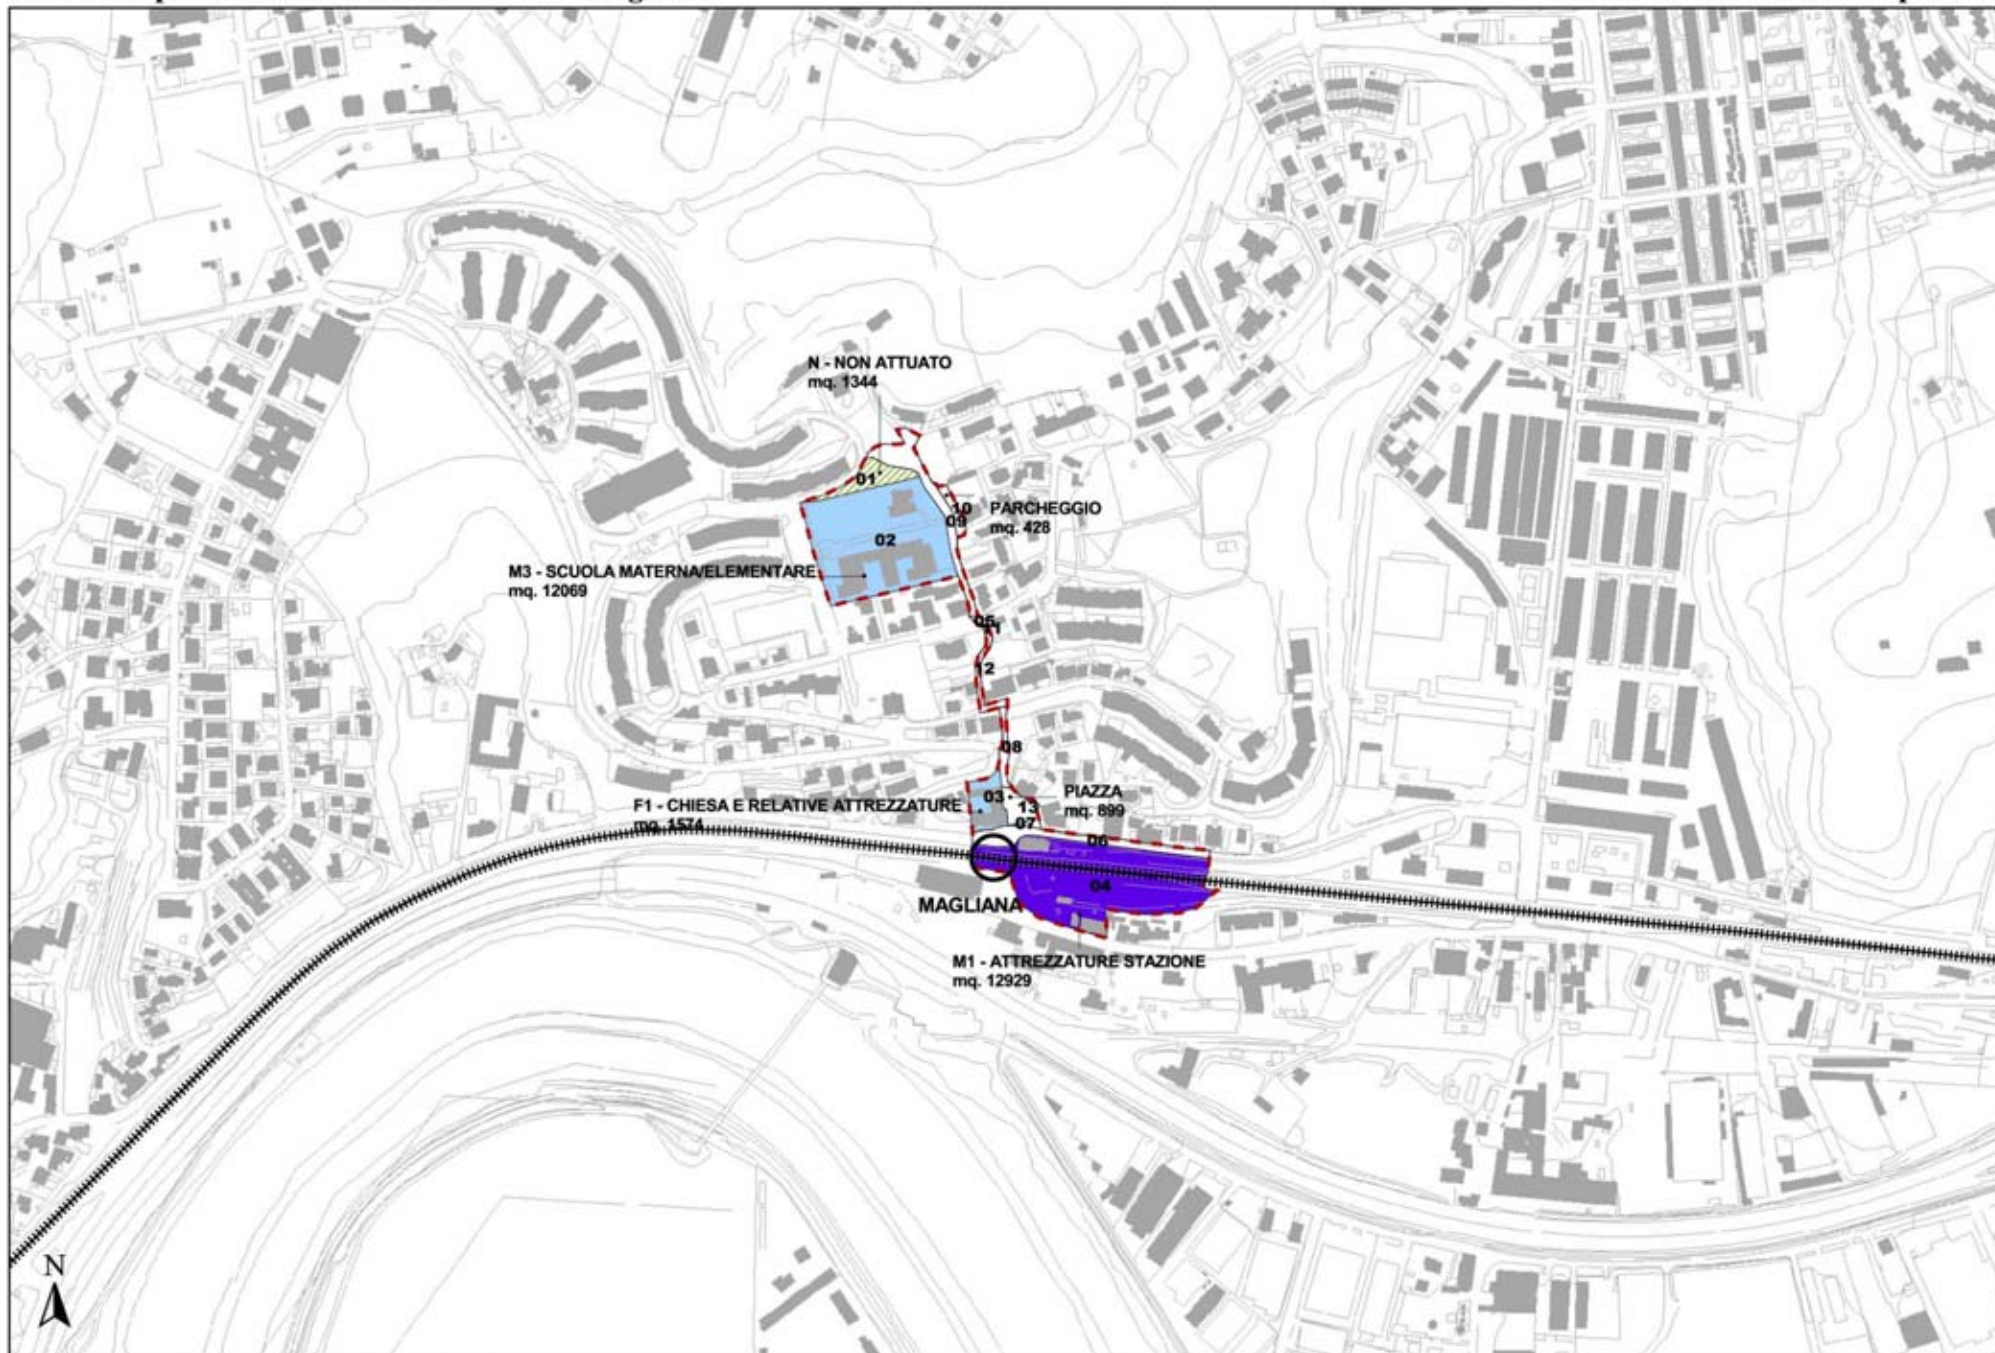 N - NON ATTUATO
mq. 1344
01
10
PARCHEGGIO
mq. 428
09
02
M3 - SCUOLA MATERNA/ELEMENTARE
mq. 12069
05
12
08
PIAZZA
mq. 899
03
13
F1 - CHIESA E RELATIVE ATTREZZATURE
mq. 1574
07
06
04
MAGLIANA
M1 - ATTREZZATURE STAZIONE
mq. 12929
N